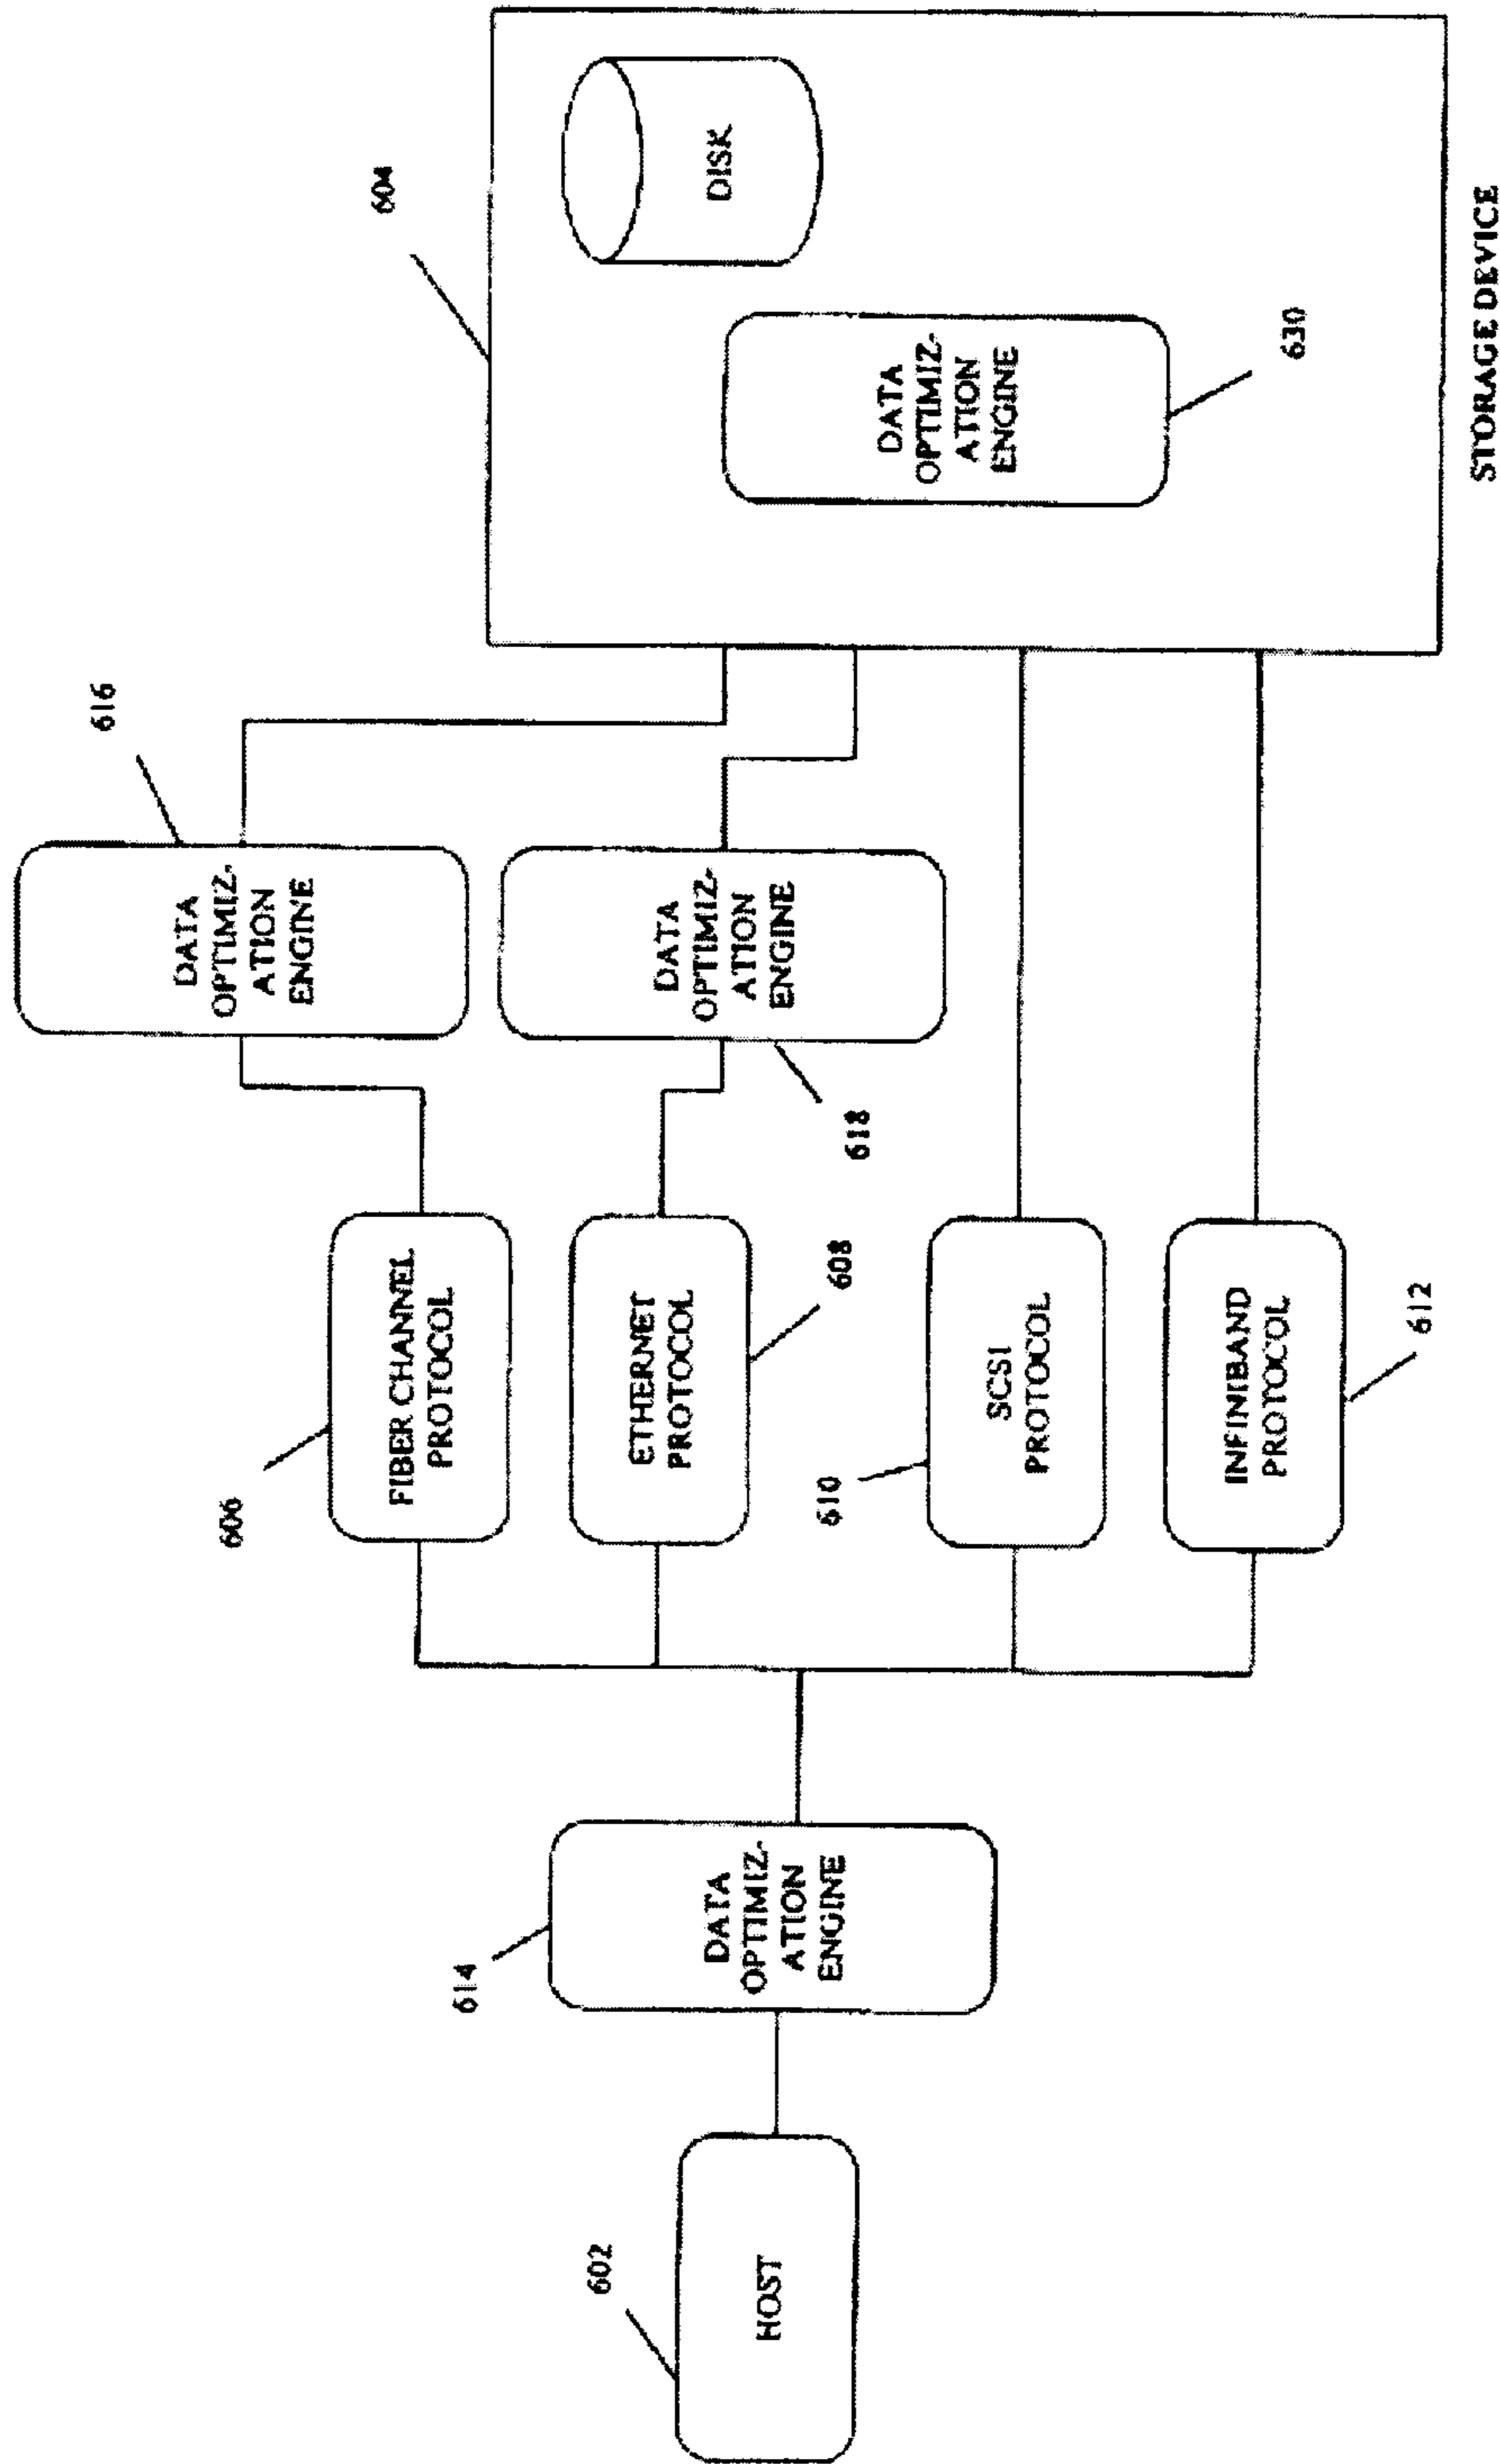 602
HOST
614
DATA
OPTIMIZ-
ATION
ENGINE
606
FIBER CHANNEL
PROTOCOL
608
ETHERNET
PROTOCOL
610
SCSI
PROTOCOL
612
INFINIBAND
PROTOCOL
616
DATA
OPTIMIZ-
ATION
ENGINE
618
DATA
OPTIMIZ-
ATION
ENGINE
604
DISK
630
DATA
OPTIMIZ-
ATION
ENGINE
STORAGE DEVICE